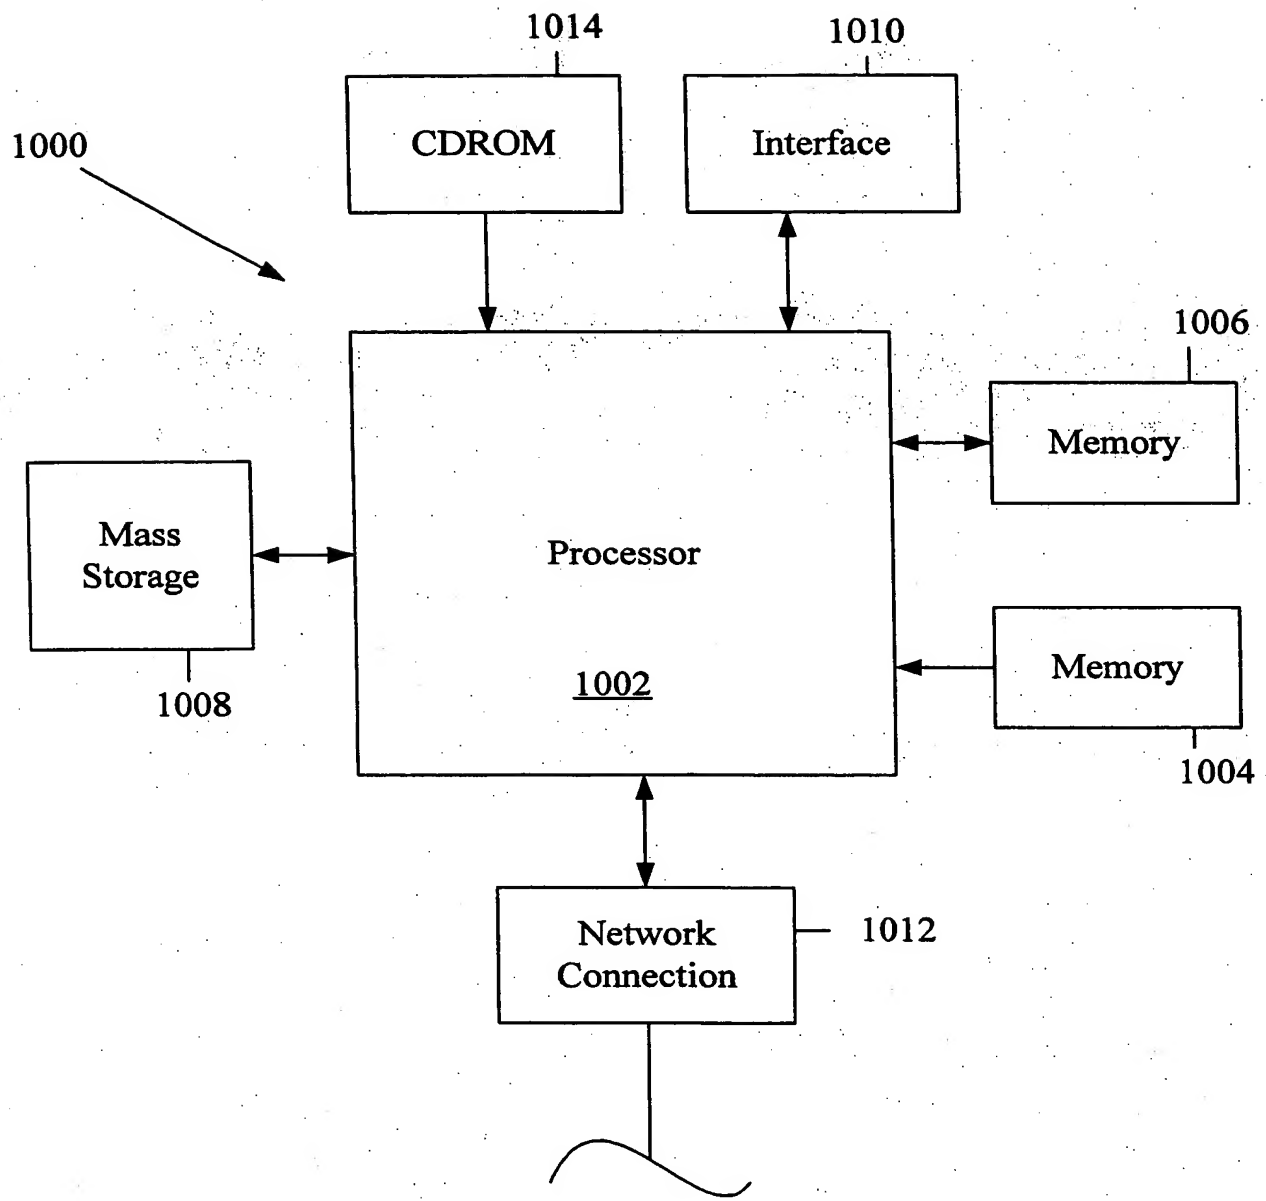 1014
1010
CDROM
Interface
1000
1006
Memory
Mass
Storage
Processor
1008
1002
Memory
1004
Network
Connection
1012